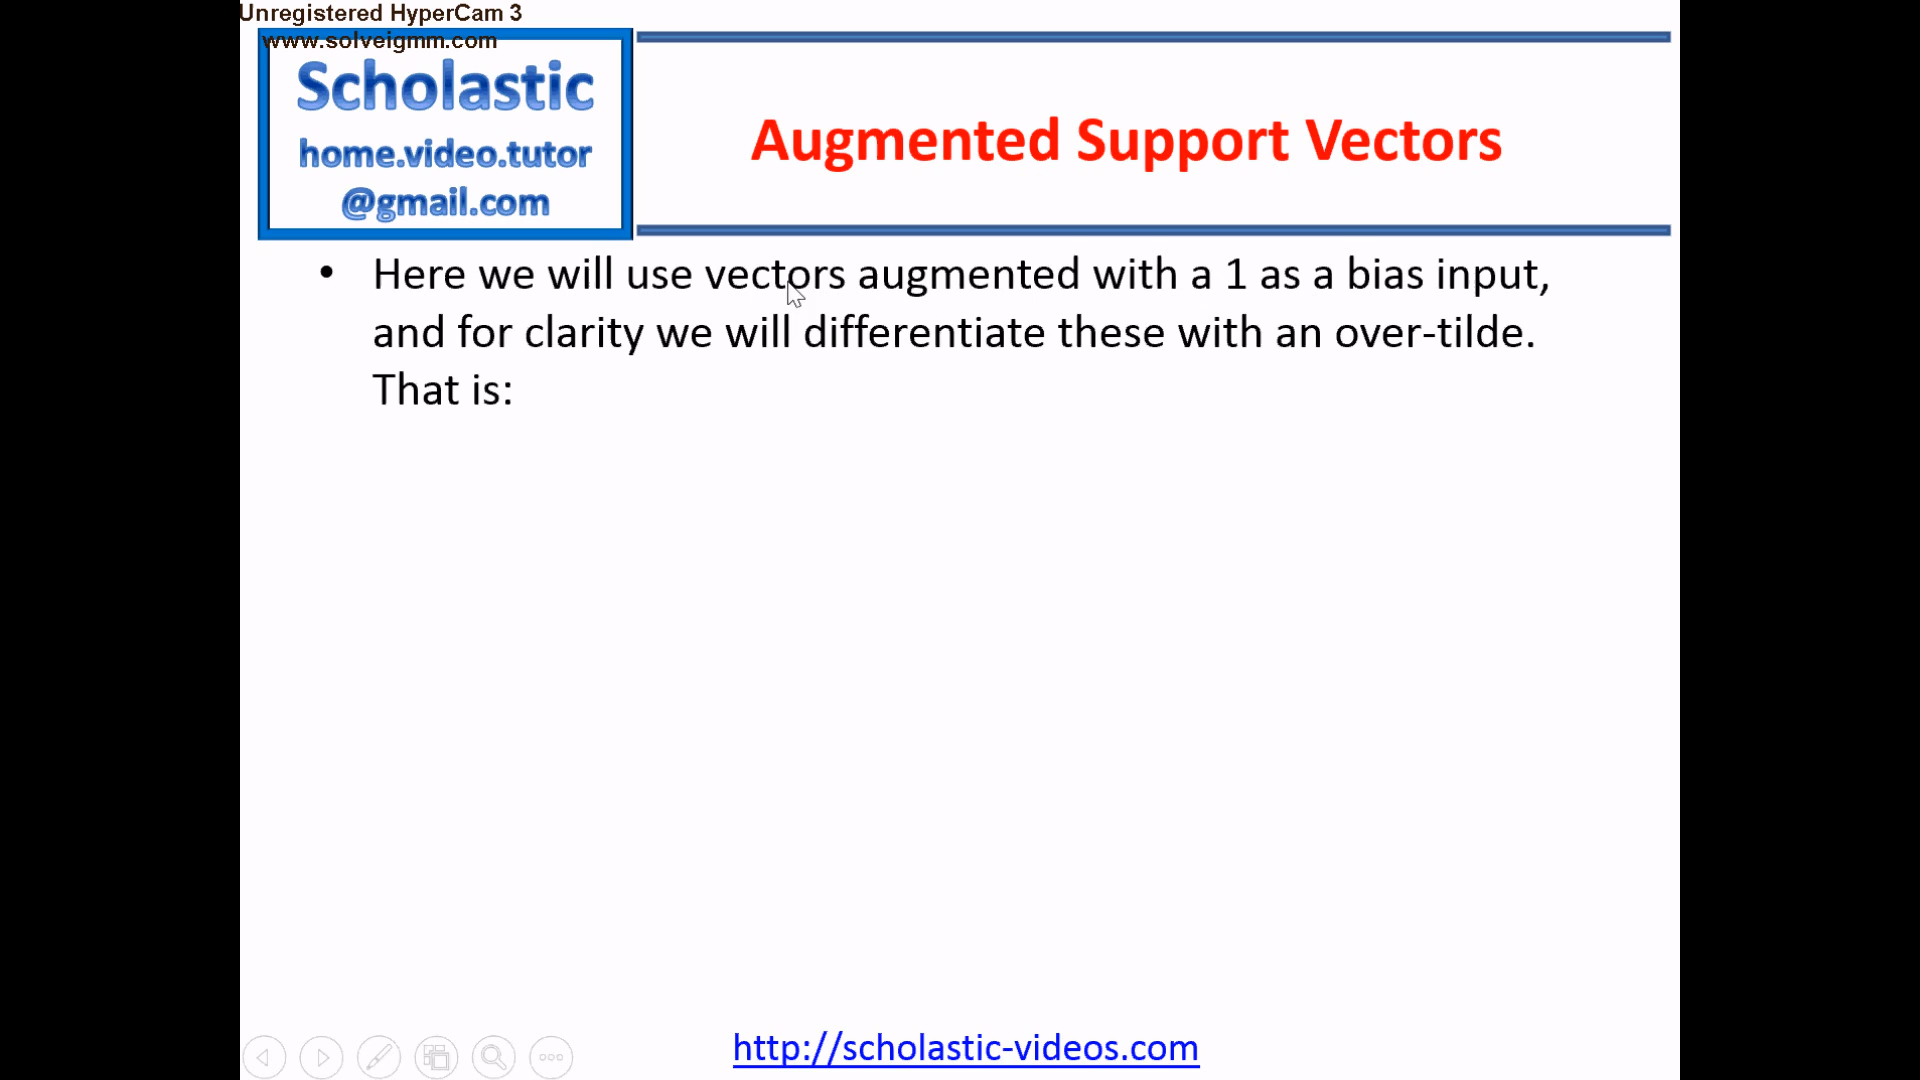 Unregistered HyperCam 3
www.solveigmm.com
Scholastic
home.video.tutor
@gmail.com
Augmented Support Vectors
• Here we will use vectors augmented with a 1 as a bias input,
and for clarity we will differentiate these with an over-tilde.
That is:
http://scholastic-videos.com